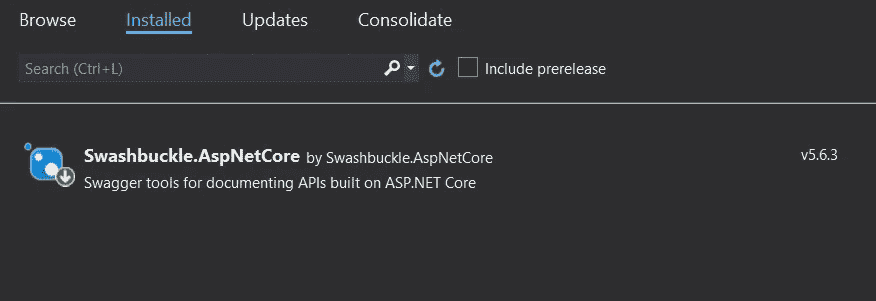 Browse Installed Updates Consolidate
Search (Ctrl+L) Include prerelease
Swashbuckle.AspNetCore by Swashbuckle.AspNetCore v5.6.3
Swagger tools for documenting APIs built on ASP.NET Core